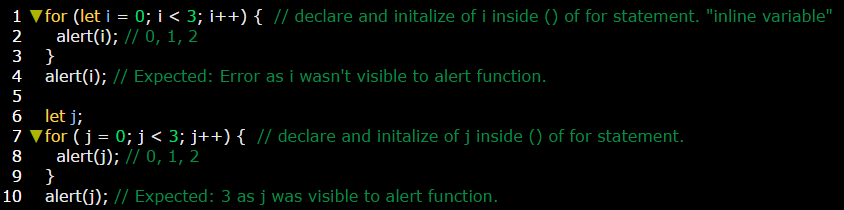 1 ▼for (let i = 0; i < 3; i++) { // declare and initalize of i inside () of for statement. "inline variable"
2 alert(i); // 0, 1, 2
3 }
4 alert(i); // Expected: Error as i wasn't visible to alert function.
5
6 let j;
7 ▼for ( j = 0; j < 3; j++) { // declare and initalize of j inside () of for statement.
8 alert(j); // 0, 1, 2
9 }
10 alert(j); // Expected: 3 as j was visible to alert function.